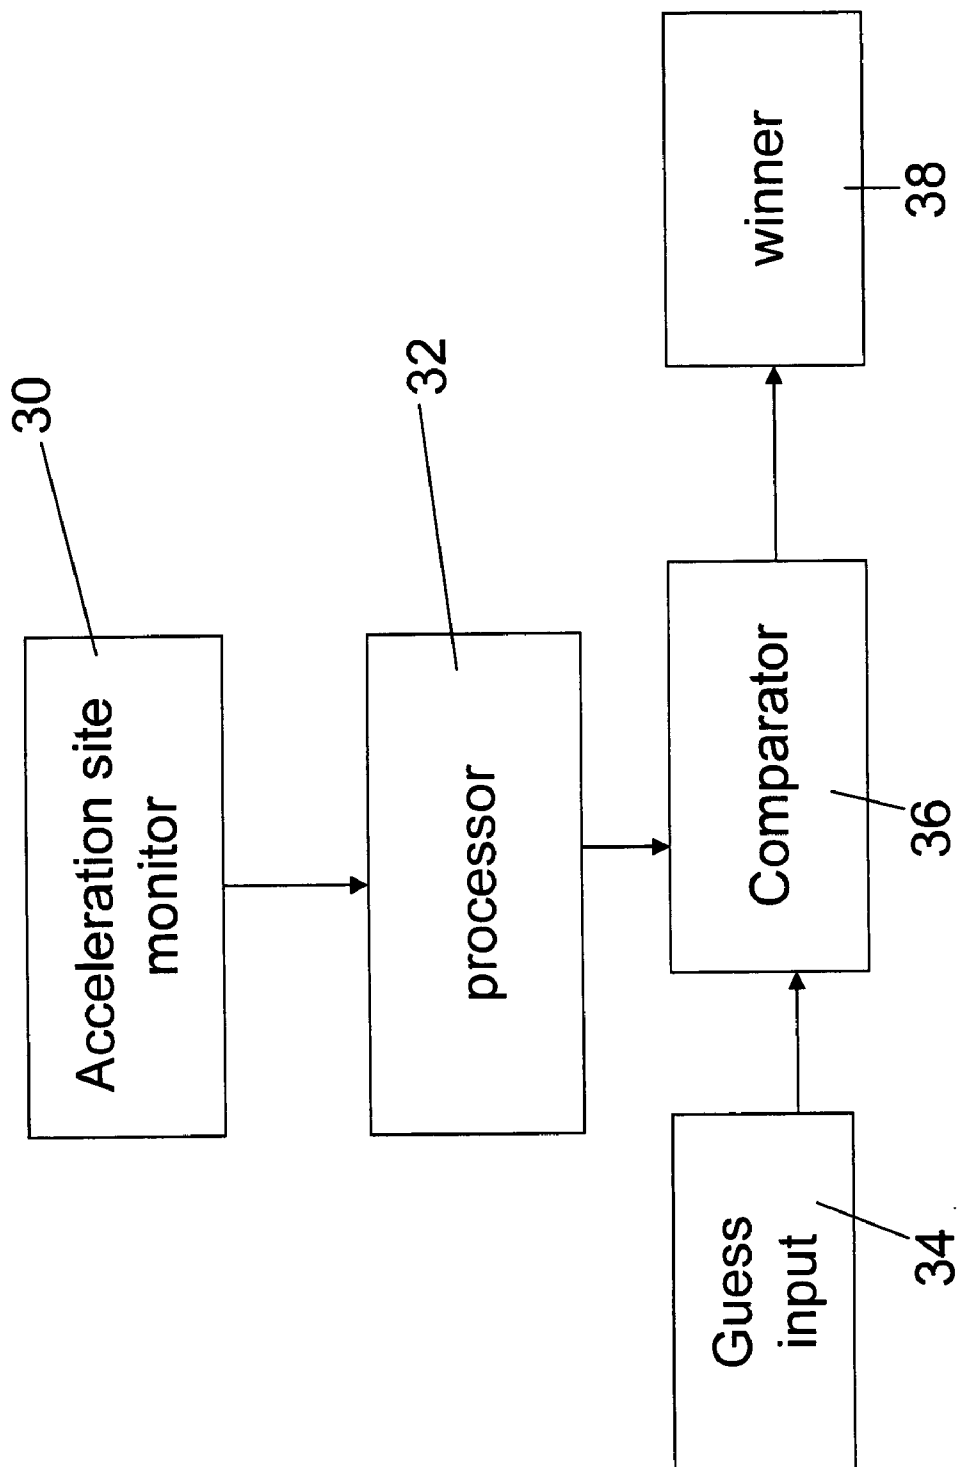 Acceleration site
monitor
30
processor
32
Guess
input
34
Comparator
36
winner
38